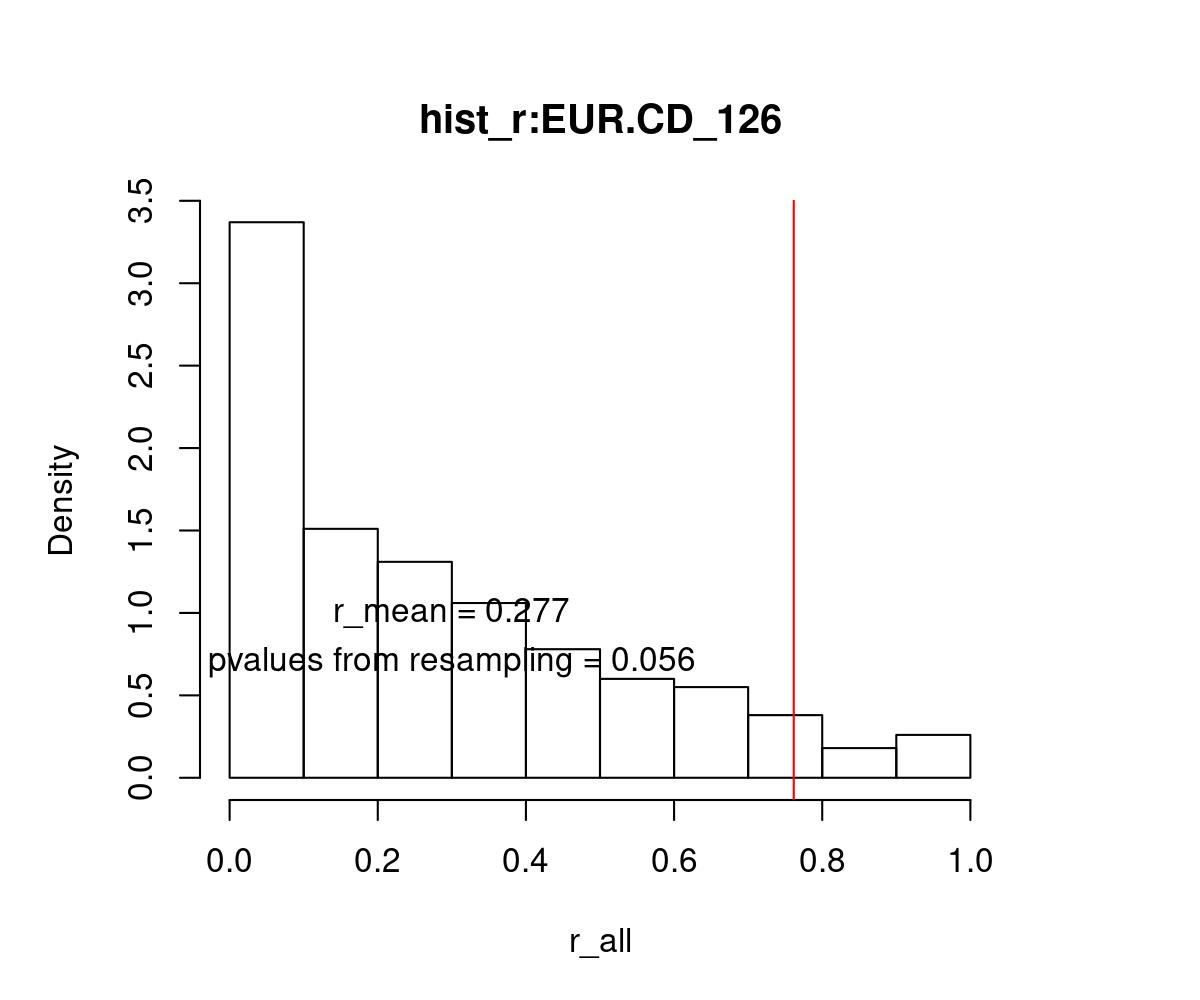 hist_r:EUR.CD_126
Density
3.5
3.0
2.5
2.0
1.5
1.0
0.5
0.0
r_mean = 0.277
pvalues from resampling = 0.056
0.0 0.2 0.4 0.6 0.8 1.0
r_all